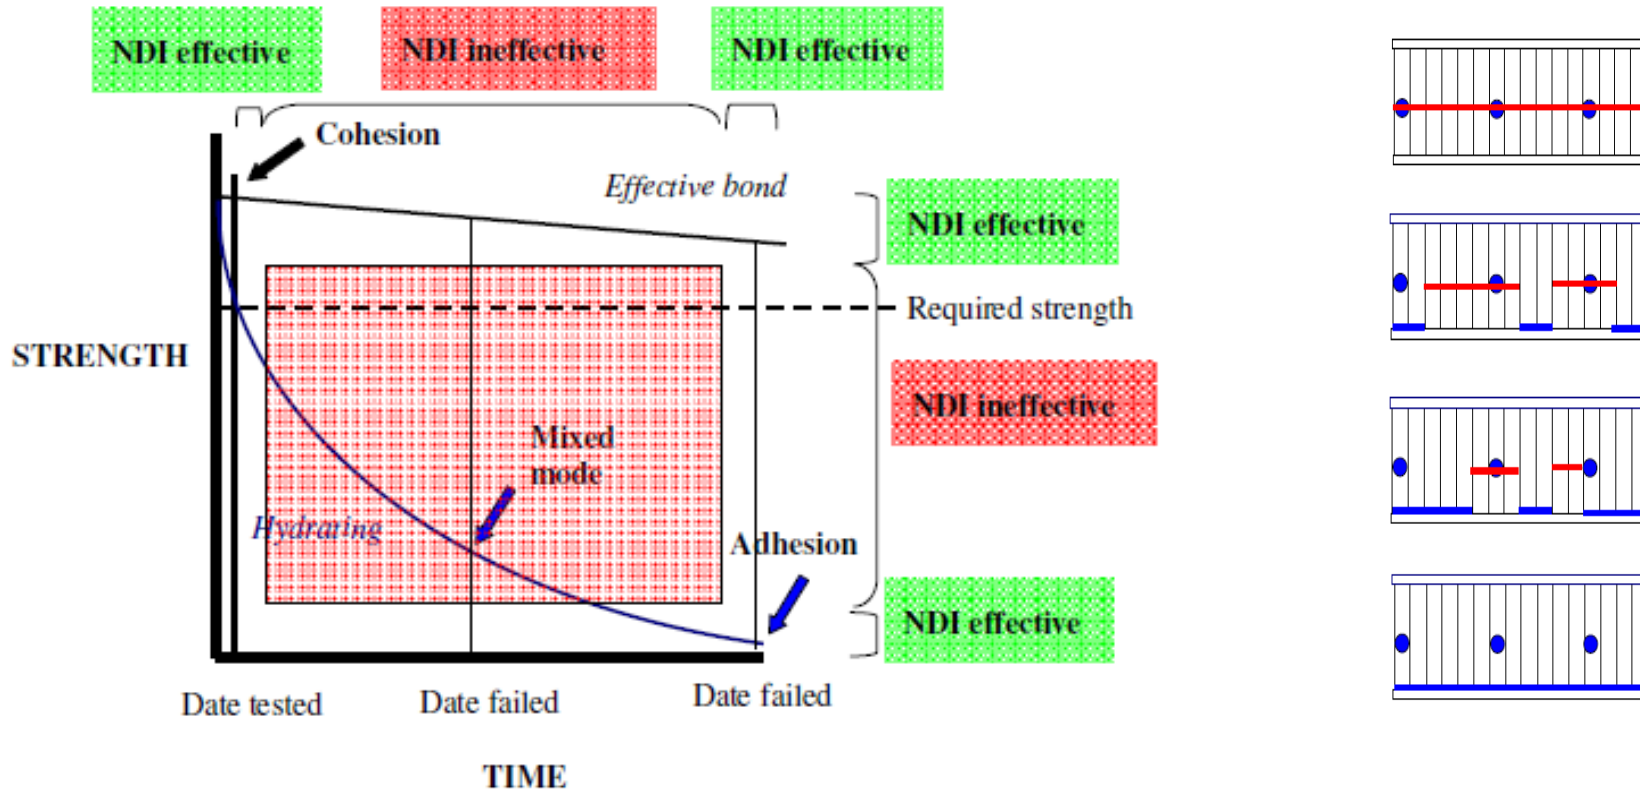 NDI effective
NDI ineffective
NDI effective
Cohesion
Effective bond
NDI effective
Required strength
STRENGTH
NDI ineffective
Mixed
mode
Hydrating
Adhesion
NDI effective
Date tested
Date failed
Date failed
TIME